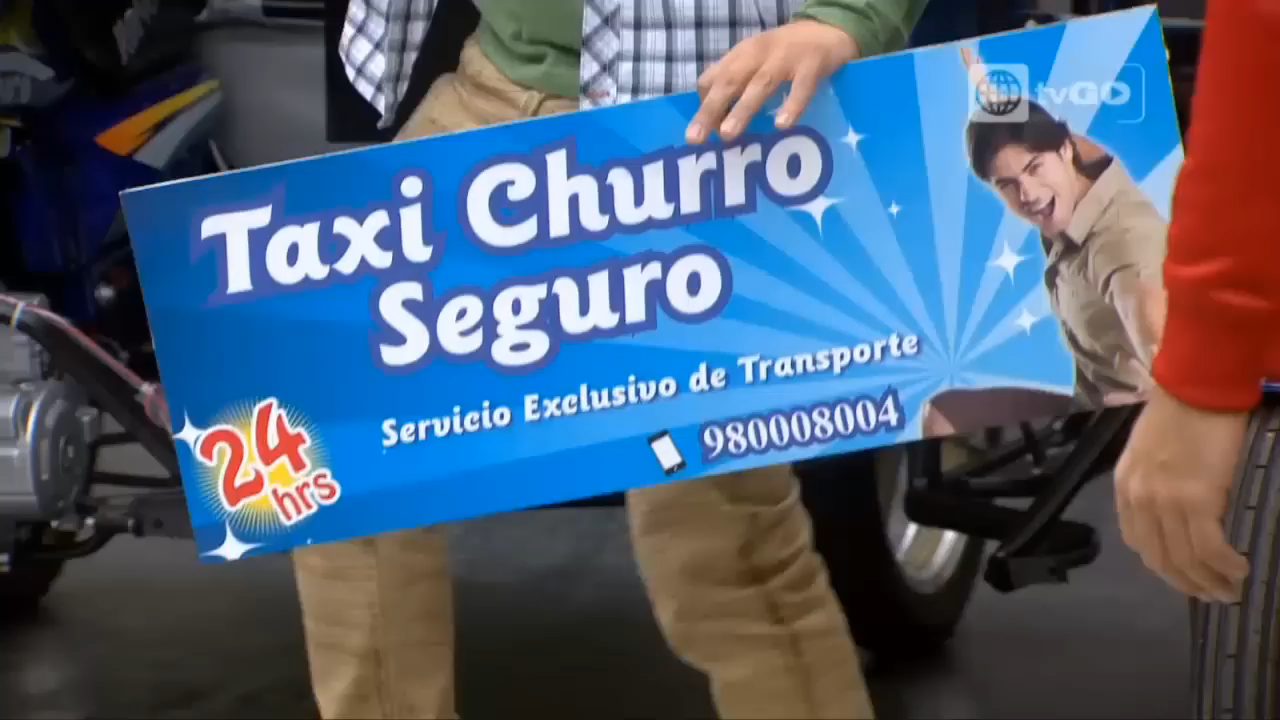 tvGO
Taxi Churro
Seguro
Servicio Exclusivo de Transporte
980008004
24
hrs